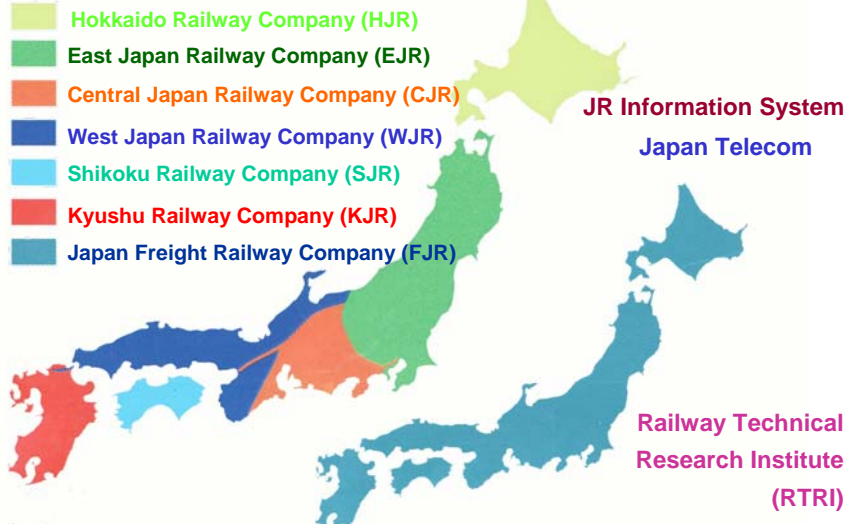 Hokkaido Railway Company (HJR)
East Japan Railway Company (EJR)
Central Japan Railway Company (CJR)
West Japan Railway Company (WJR)
Shikoku Railway Company (SJR)
Kyushu Railway Company (KJR)
Japan Freight Railway Company (FJR)
JR Information System
Japan Telecom
Railway Technical
Research Institute
(RTRI)